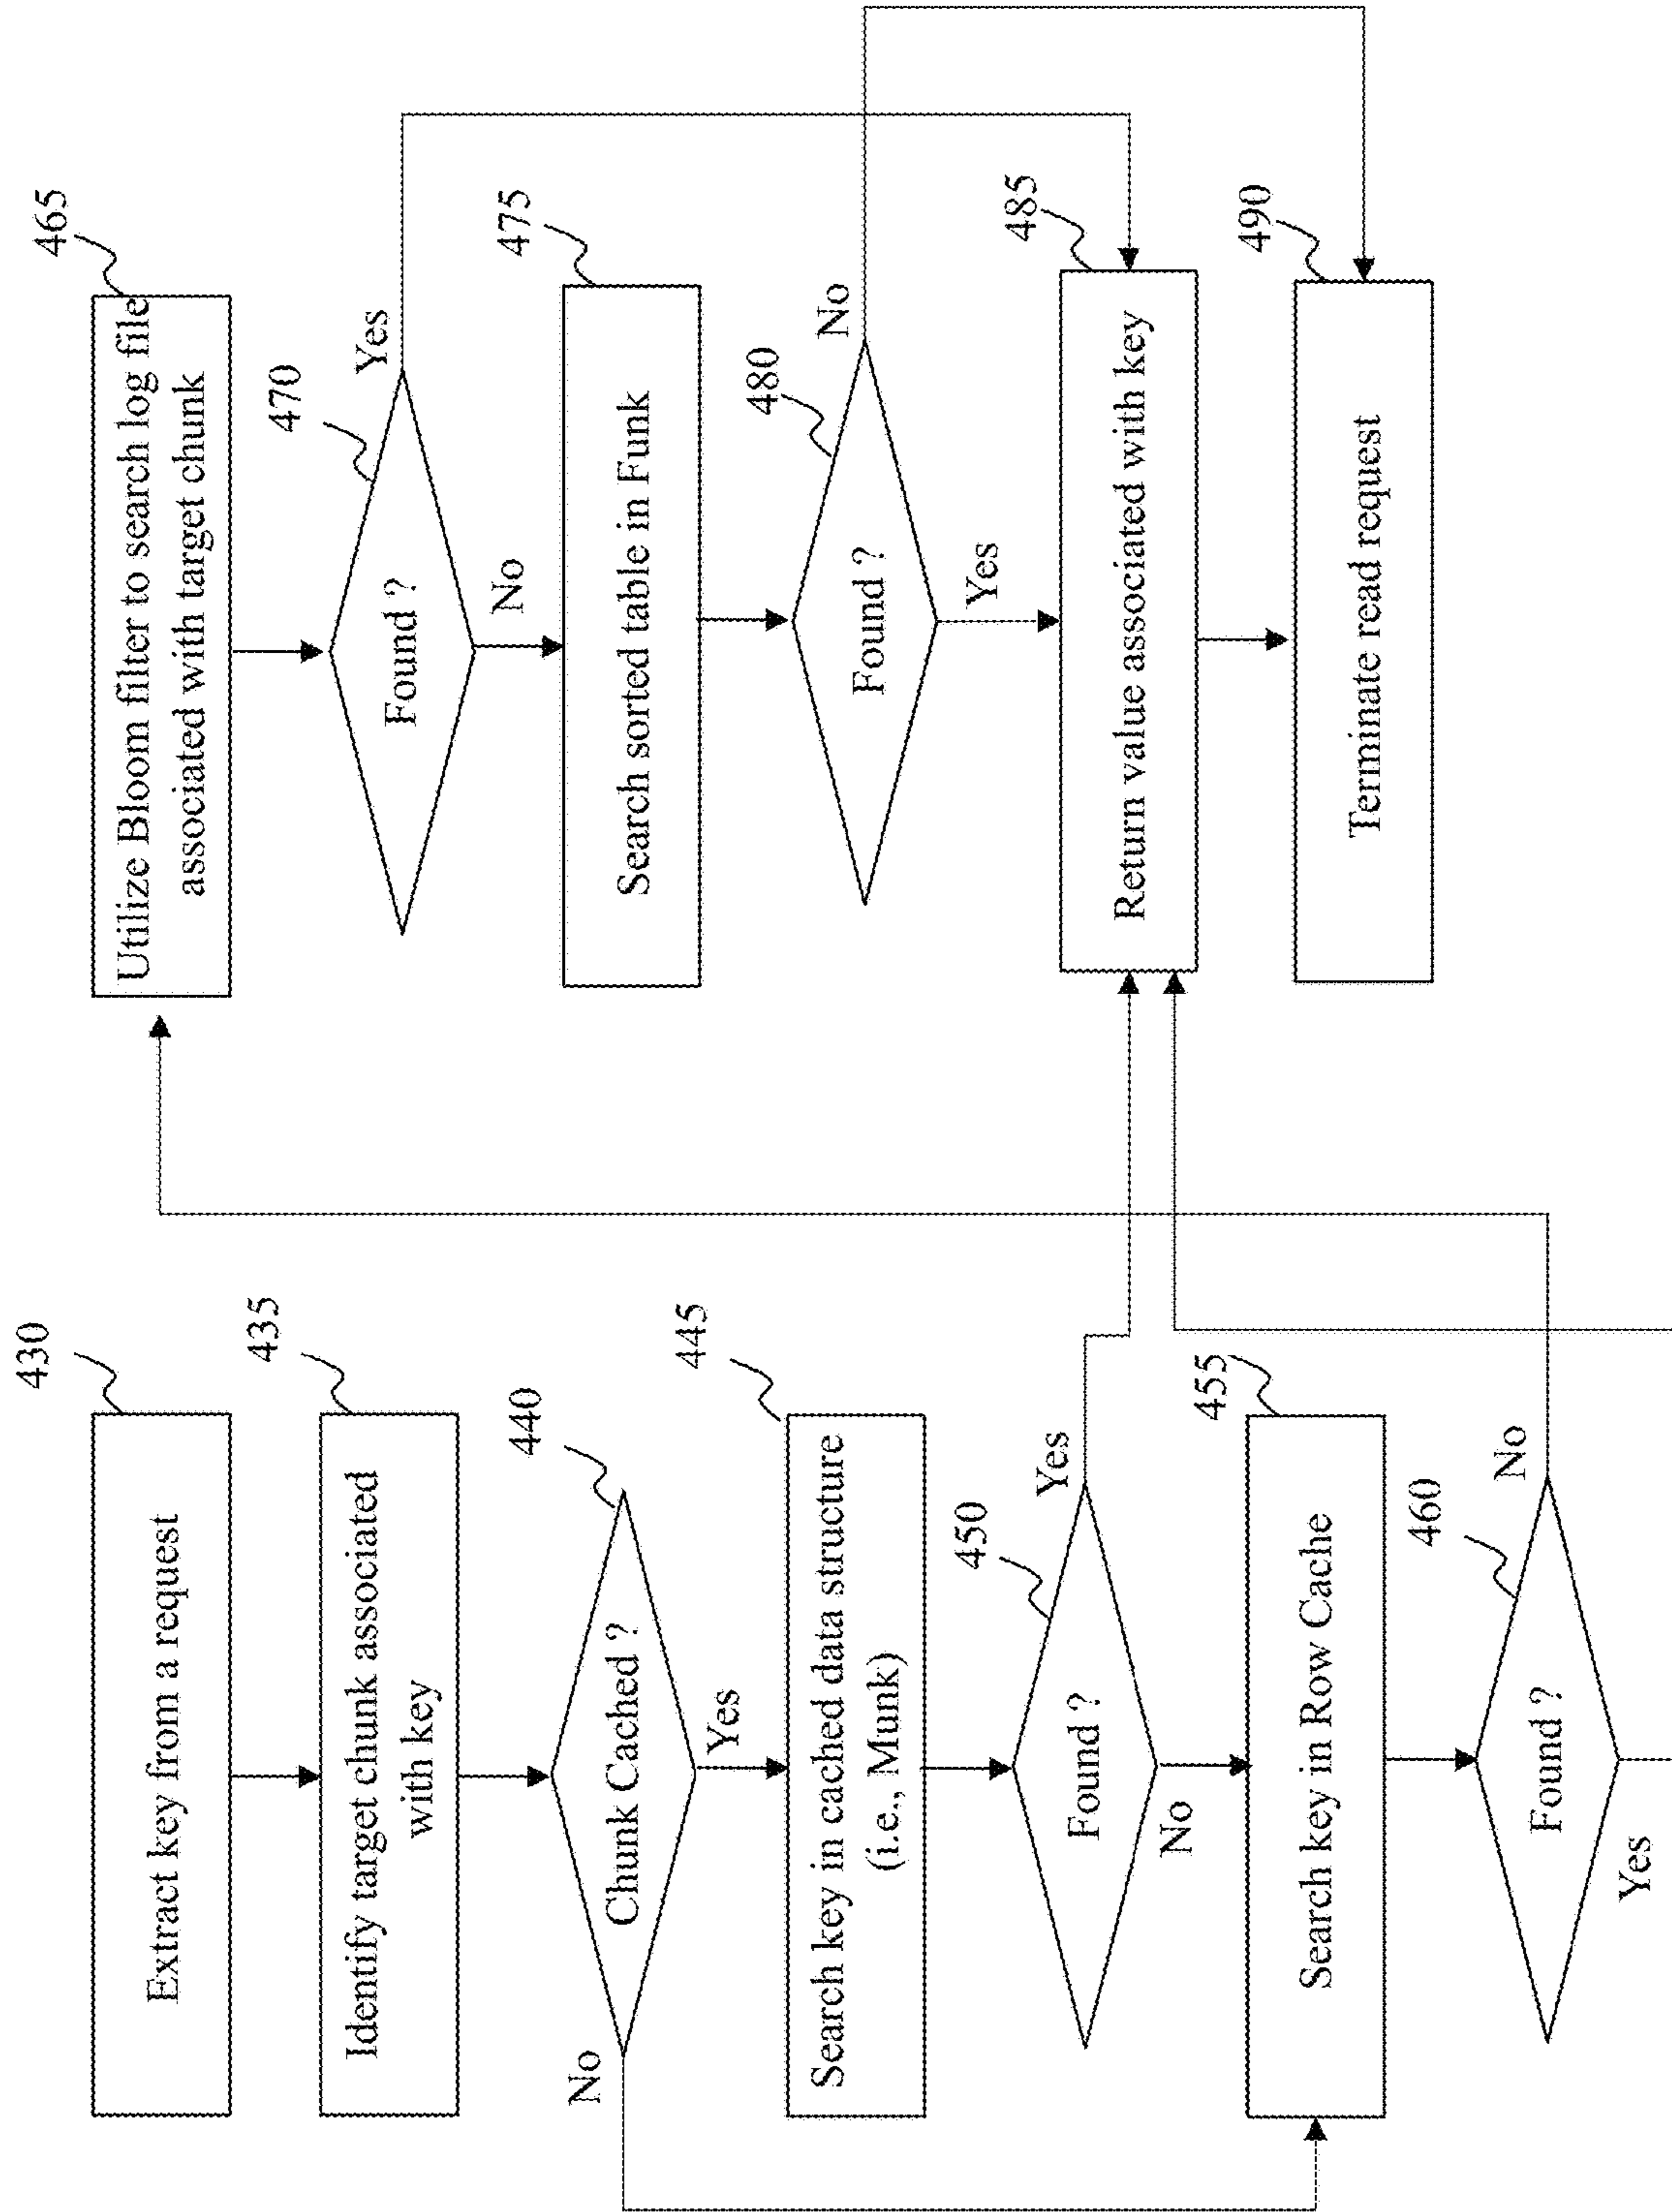 430
Extract key from a request
435
Identify target chunk associated
with key
440
Chunk Cached ?
No
Yes
445
Search key in cached data structure
(i.e., Munk)
450
Found ?
Yes
No
455
Search key in Row Cache
460
Found ?
No
Yes
465
Utilize Bloom filter to search log file
associated with target chunk
470
Found ?
Yes
No
475
Search sorted table in Funk
480
Found ?
No
Yes
485
Return value associated with key
490
Terminate read request